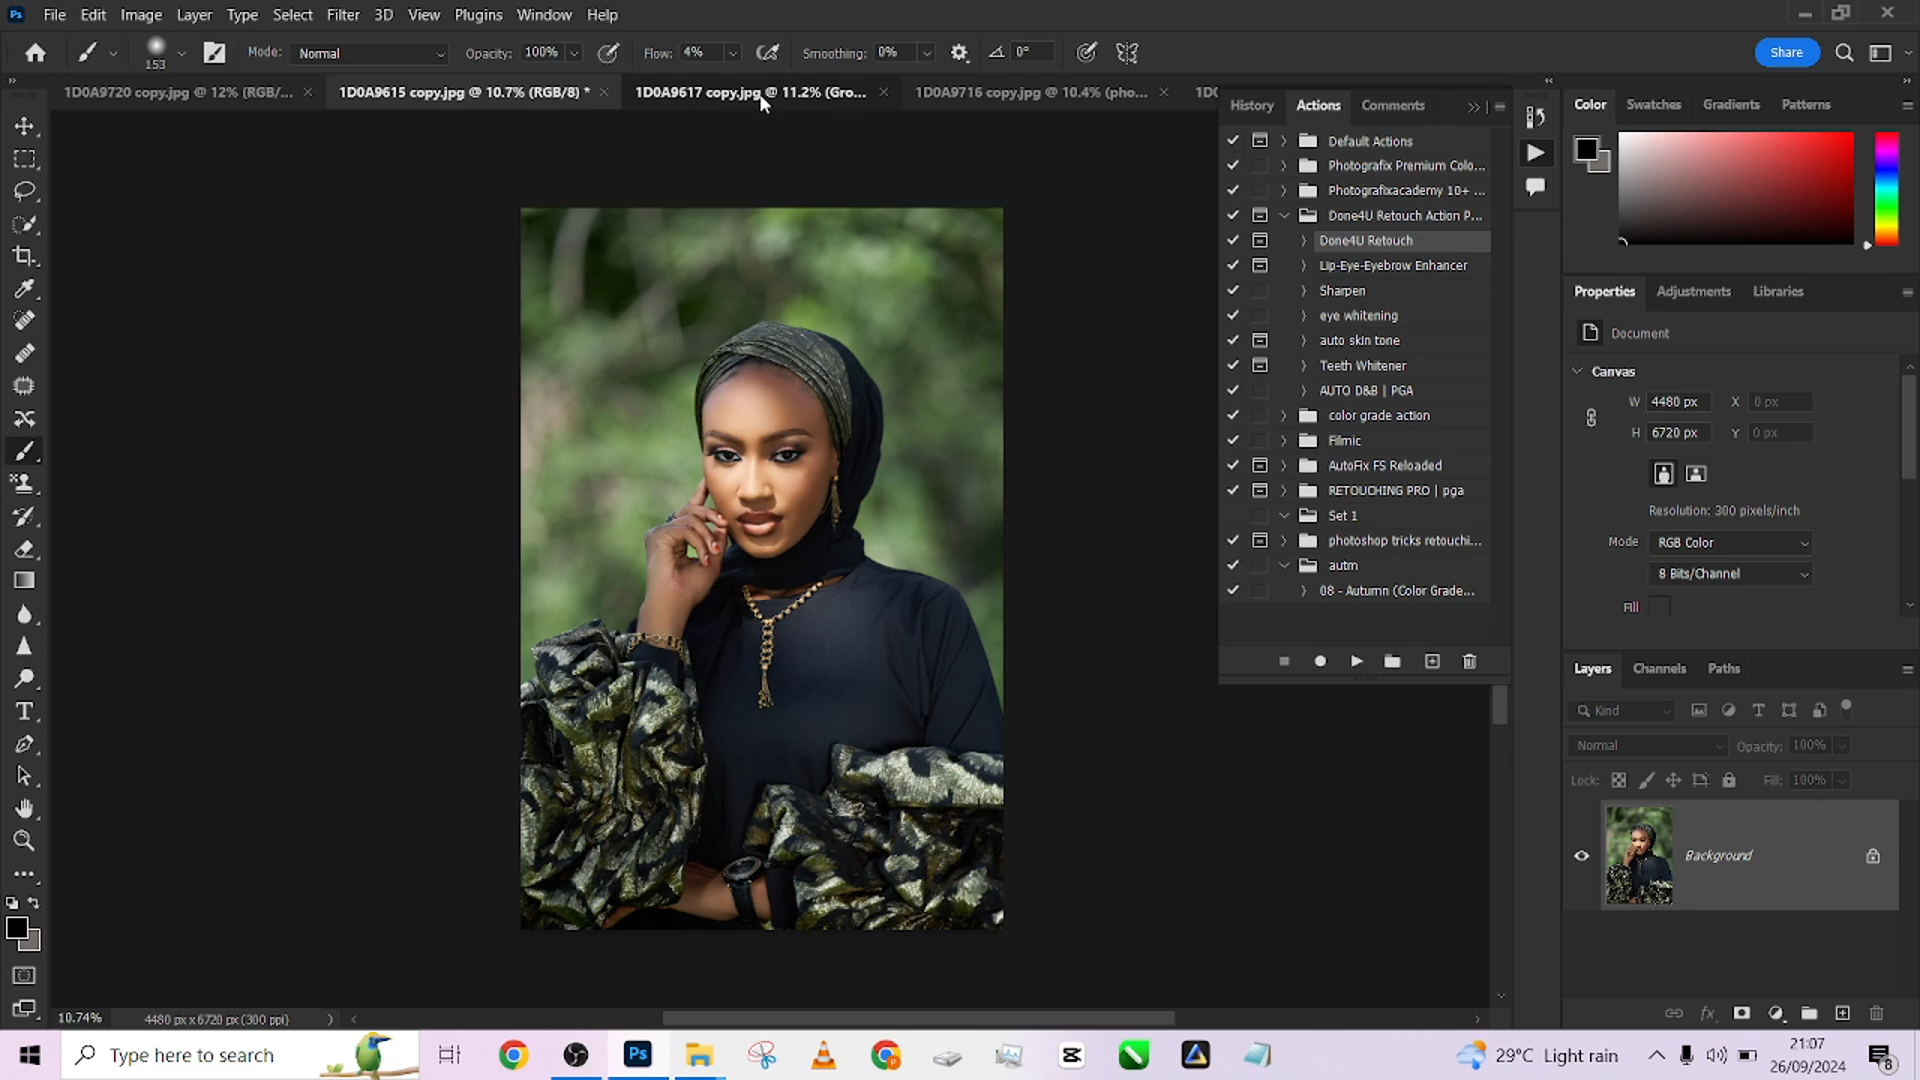 Ps File Edit Image Layer Type Select Filter 3D View Plugins Window Help
153 Mode: Normal Opacity: 100% Flow: 4% Smoothing: 0% 0° Share
1D0A9720 copy.jpg @ 12% (RGB/... × 1D0A9615 copy.jpg @ 10.7% (RGB/8) * × 1D0A9617 copy.jpg @ 11.2% (Gro... × 1D0A9716 copy.jpg @ 10.4% (pho... × 1D0
History Actions Comments
Default Actions
Photografix Premium Colo...
Photografixacademy 10+ ...
Done4U Retouch Action P...
Done4U Retouch
Lip-Eye-Eyebrow Enhancer
Sharpen
eye whitening
auto skin tone
Teeth Whitener
AUTO D&B | PGA
color grade action
Filmic
AutoFix FS Reloaded
RETOUCHING PRO | pga
Set 1
photoshop tricks retouchi...
autm
08 - Autumn (Color Grade...
Color Swatches Gradients Patterns
Properties Adjustments Libraries
Document
Canvas
W 4480 px X 0 px
H 6720 px Y 0 px
Resolution: 300 pixels/inch
Mode RGB Color
8 Bits/Channel
Fill
Layers Channels Paths
Kind
Normal Opacity: 100%
Lock: Fill: 100%
Background
10.74% 4480 px x 6720 px (300 ppi)
Type here to search Ps 29°C Light rain 21:07
26/09/2024 8